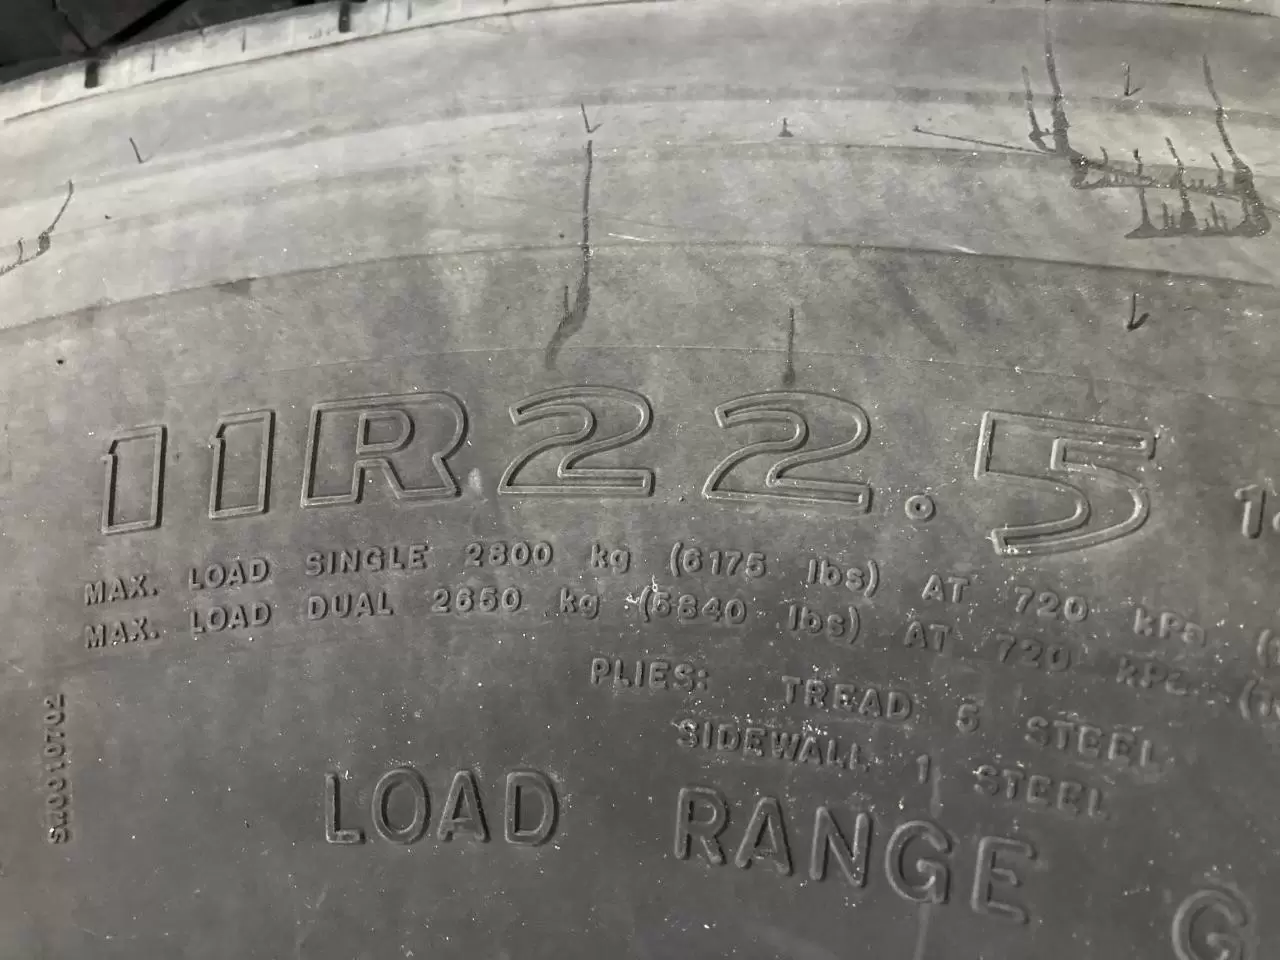 11R22.5
MAX. LOAD SINGLE 2800 kg (6175 lbs) AT 720 kPa
MAX. LOAD DUAL 2650 kg (5840 lbs) AT 720 kPa
PLIES: TREAD 5 STEEL
SIDEWALL 1 STEEL
LOAD RANGE G